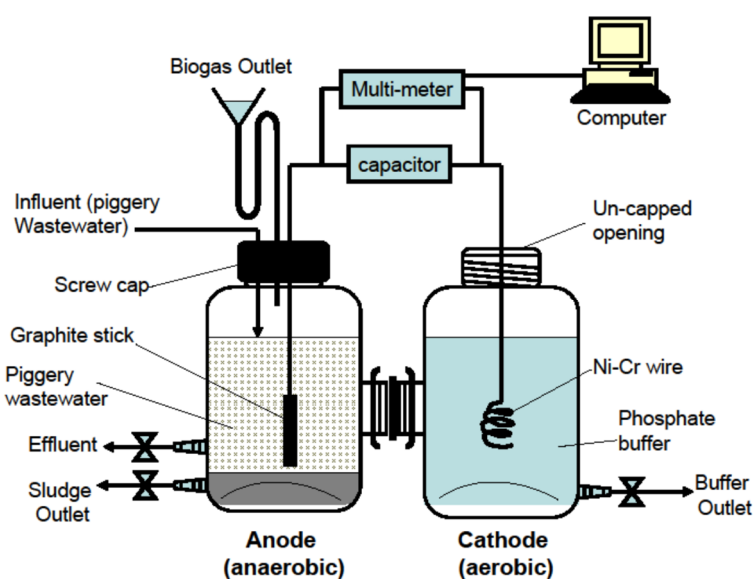 Biogas Outlet
Multi-meter
Computer
capacitor
Influent (piggery
Wastewater)
Un-capped
opening
Screw cap
Graphite stick
Ni-Cr wire
Piggery
wastewater
Phosphate
buffer
Effluent
Sludge
Outlet
Buffer
Outlet
Anode
(anaerobic)
Cathode
(aerobic)